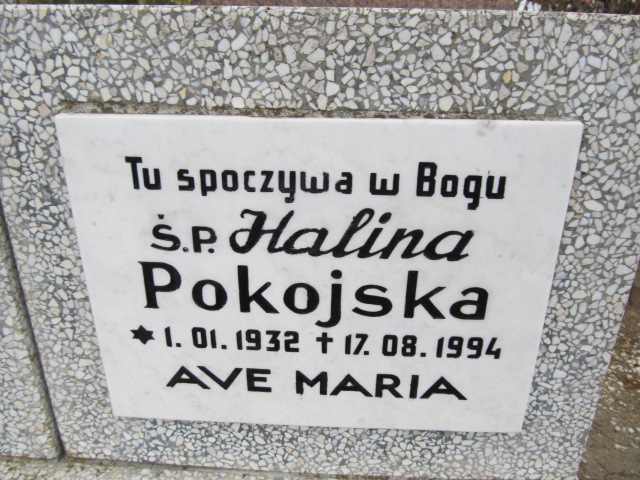 Tu spoczywa w Bogu
Ś.P. Halina
Pokojska
* 1. 01. 1932 † 17. 08. 1994
AVE MARIA